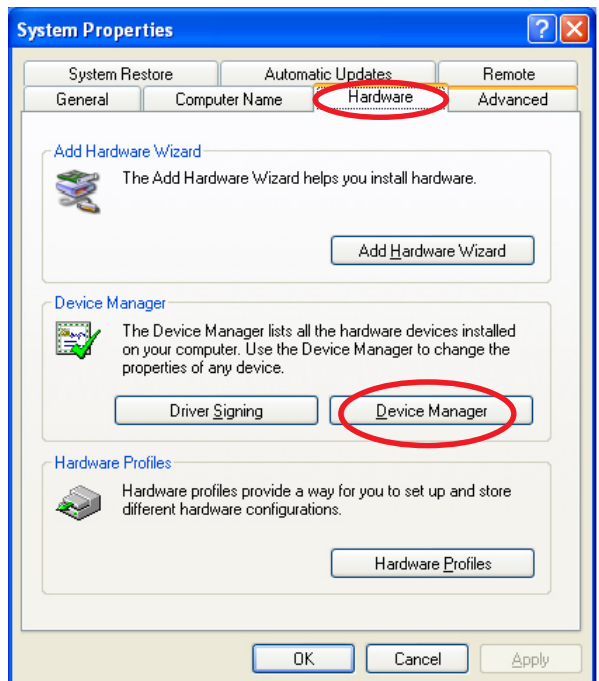 System Properties
System Restore Automatic Updates Remote
General Computer Name Hardware Advanced
Add Hardware Wizard
The Add Hardware Wizard helps you install hardware.
Add Hardware Wizard
Device Manager
The Device Manager lists all the hardware devices installed
on your computer. Use the Device Manager to change the
properties of any device.
Driver Signing Device Manager
Hardware Profiles
Hardware profiles provide a way for you to set up and store
different hardware configurations.
Hardware Profiles
OK Cancel Apply